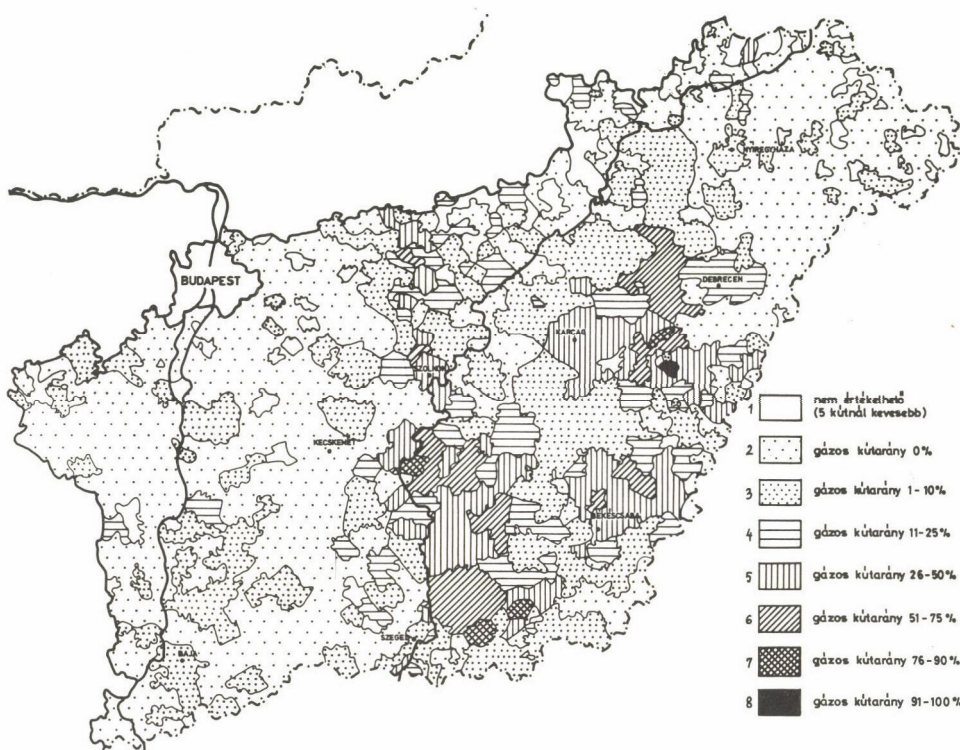 NYÍREGYHÁZA
BUDAPEST
DEBRECEN
KARCAG
SZOLNOK
KECSKEMÉT
BÉKÉSCSABA
SZEGED
BAJA
1 nem értékelhető
(5 kútnál kevesebb)
2 gázos kútarány 0%
3 gázos kútarány 1-10%
4 gázos kútarány 11-25%
5 gázos kútarány 26-50%
6 gázos kútarány 51-75%
7 gázos kútarány 76-90%
8 gázos kútarány 91-100%